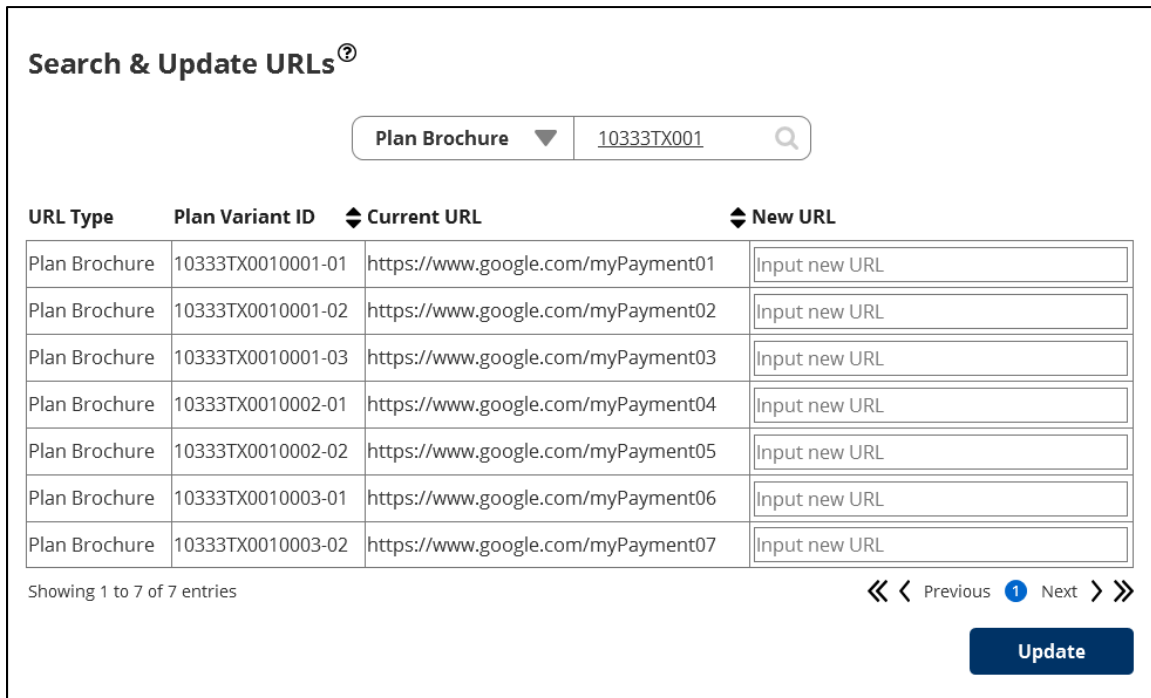 Search & Update URLs?
Plan Brochure 10333TX001
URL Type Plan Variant ID Current URL New URL
Plan Brochure 10333TX0010001-01 https://www.google.com/myPayment01 Input new URL
Plan Brochure 10333TX0010001-02 https://www.google.com/myPayment02 Input new URL
Plan Brochure 10333TX0010001-03 https://www.google.com/myPayment03 Input new URL
Plan Brochure 10333TX0010002-01 https://www.google.com/myPayment04 Input new URL
Plan Brochure 10333TX0010002-02 https://www.google.com/myPayment05 Input new URL
Plan Brochure 10333TX0010003-01 https://www.google.com/myPayment06 Input new URL
Plan Brochure 10333TX0010003-02 https://www.google.com/myPayment07 Input new URL
Showing 1 to 7 of 7 entries Previous 1 Next
Update